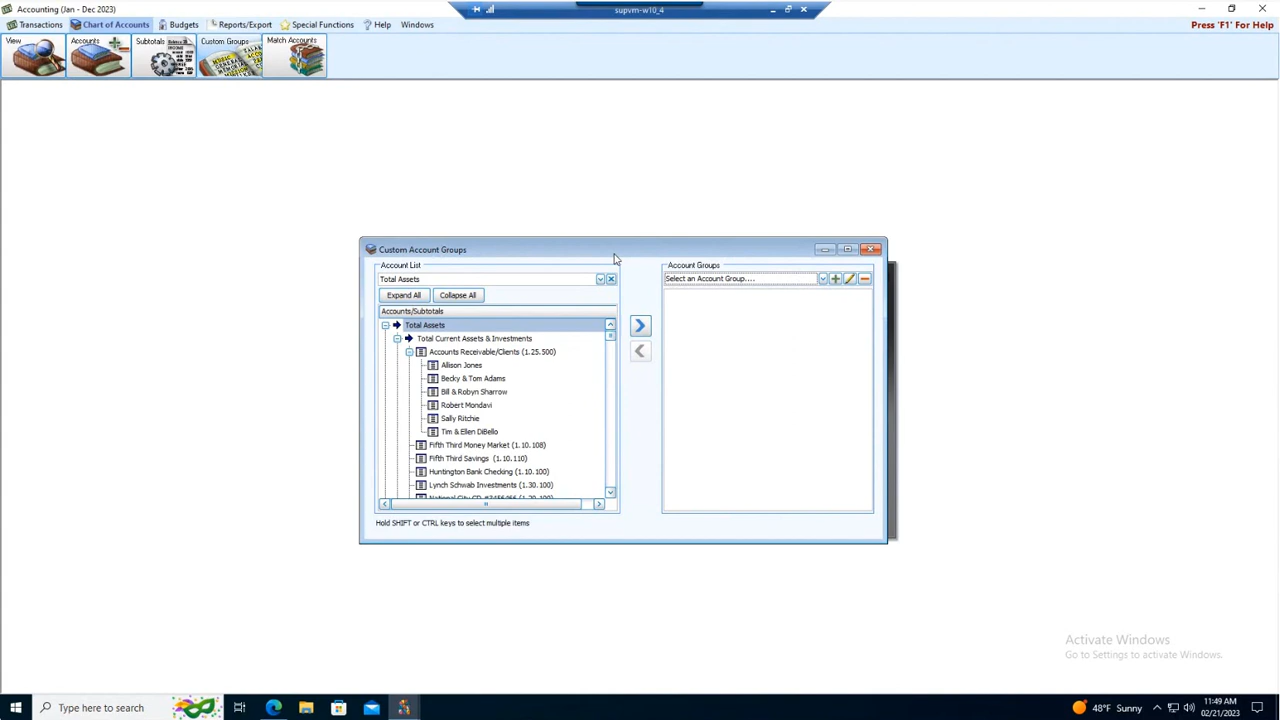 Accounting (Jan - Dec 2023)
supvm-w10_4
Transactions Chart of Accounts Budgets Reports/Export Special Functions Help Windows
Press 'F1' For Help
View Accounts Subtotals Custom Groups Match Accounts
Custom Account Groups
Account List
Total Assets
Expand All Collapse All
Accounts/Subtotals
Total Assets
Total Current Assets & Investments
Accounts Receivable/Clients (1.25.500)
Allison Jones
Becky & Tom Adams
Bill & Robyn Sharrow
Robert Mondavi
Sally Ritchie
Tim & Ellen DiBello
Fifth Third Money Market (1.10.108)
Fifth Third Savings (1.10.110)
Huntington Bank Checking (1.10.100)
Lynch Schwab Investments (1.30.100)
Hold SHIFT or CTRL keys to select multiple items
Account Groups
Select an Account Group....
Activate Windows
Go to Settings to activate Windows.
Type here to search
48°F Sunny
11:49 AM
02/21/2023